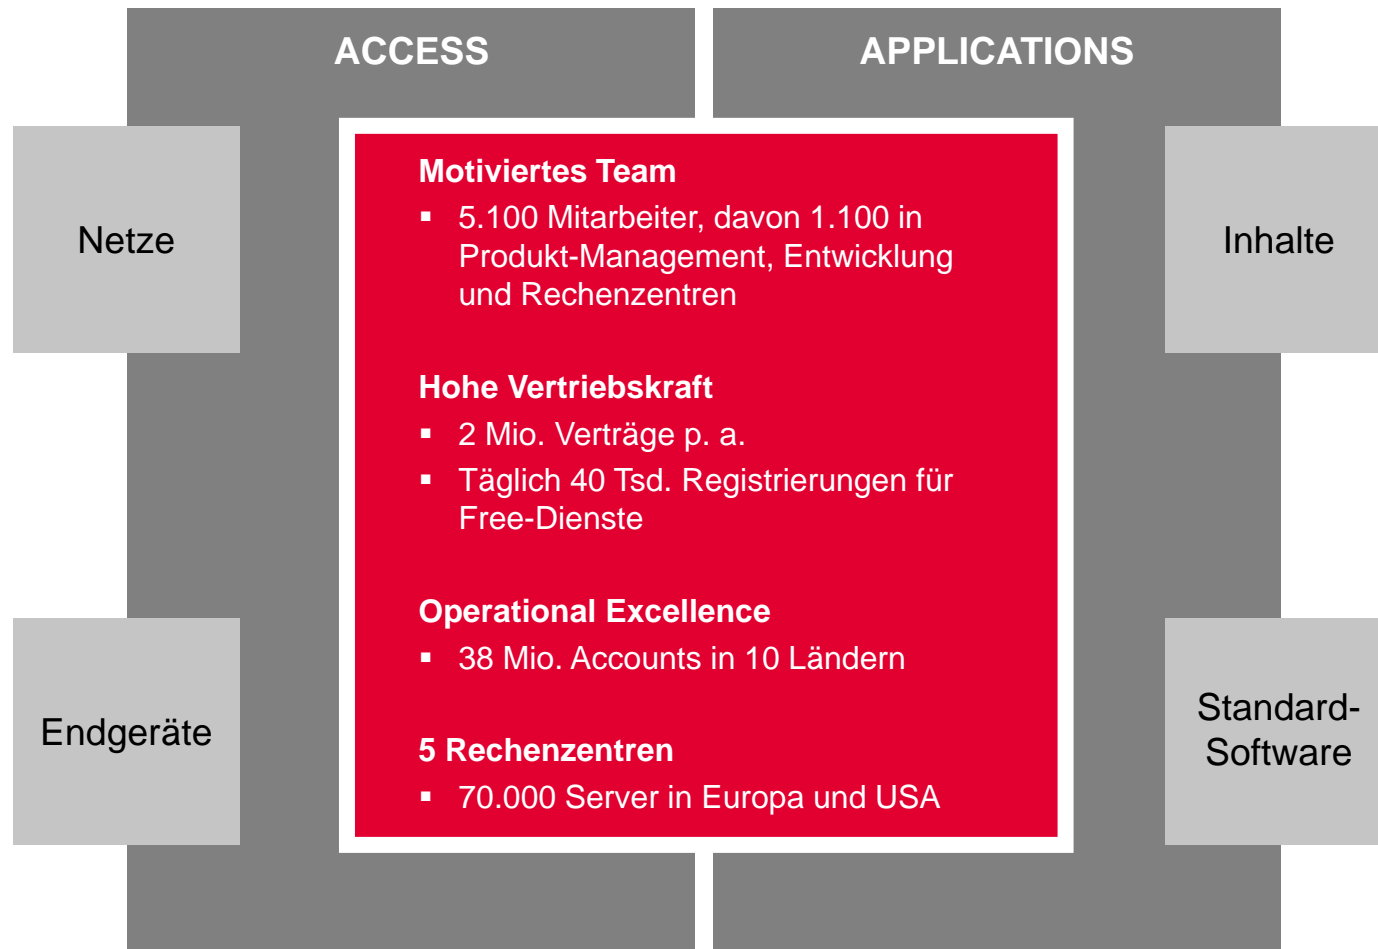 ACCESS
APPLICATIONS
Netze
Endgeräte
Motiviertes Team
▪ 5.100 Mitarbeiter, davon 1.100 in
Produkt-Management, Entwicklung
und Rechenzentren
Hohe Vertriebskraft
▪ 2 Mio. Verträge p. a.
▪ Täglich 40 Tsd. Registrierungen für
Free-Dienste
Operational Excellence
▪ 38 Mio. Accounts in 10 Ländern
5 Rechenzentren
▪ 70.000 Server in Europa und USA
Inhalte
Standard-
Software